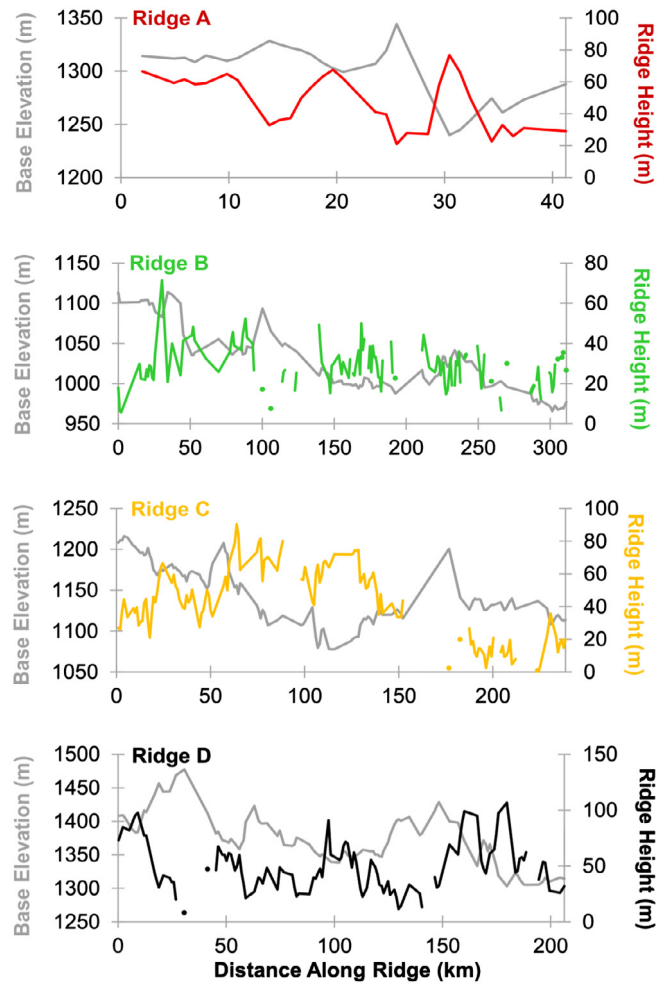 Ridge A
Base Elevation (m)
1350
1300
1250
1200
100
80
60
40
20
0
Ridge Height (m)
0 10 20 30 40
Ridge B
Base Elevation (m)
1150
1100
1050
1000
950
80
60
40
20
0
Ridge Height (m)
0 50 100 150 200 250 300
Ridge C
Base Elevation (m)
1250
1200
1150
1100
1050
100
80
60
40
20
0
Ridge Height (m)
0 50 100 150 200
Ridge D
Base Elevation (m)
1500
1450
1400
1350
1300
1250
150
100
50
0
Ridge Height (m)
0 50 100 150 200
Distance Along Ridge (km)